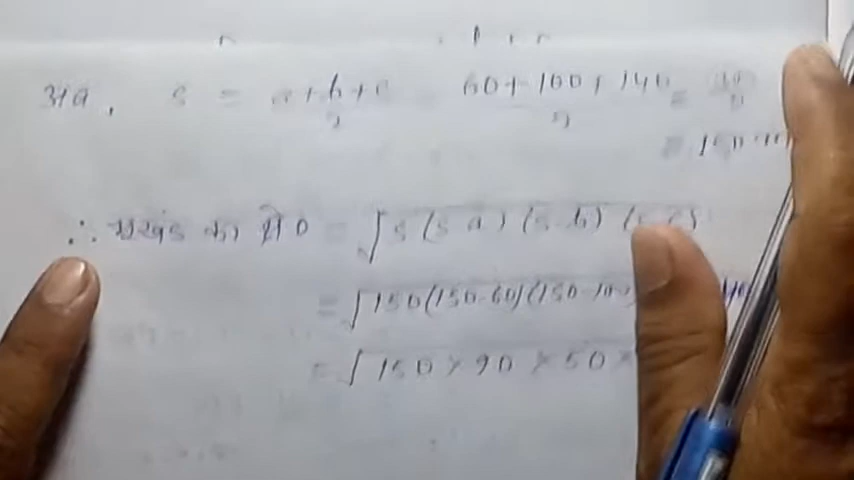 अब, s = a+b+c / 2 = 60+100+140 / 2 =
= 150
∴ भूखंड का क्षे० = √s(s-a)(s-b)(s-c)
= √150(150-60)(150-100
= √150×90×50×